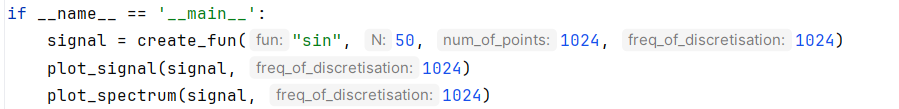 if __name__ == '__main__':
    signal = create_fun( fun: "sin", N: 50, num_of_points: 1024, freq_of_discretisation: 1024)
    plot_signal(signal, freq_of_discretisation: 1024)
    plot_spectrum(signal, freq_of_discretisation: 1024)